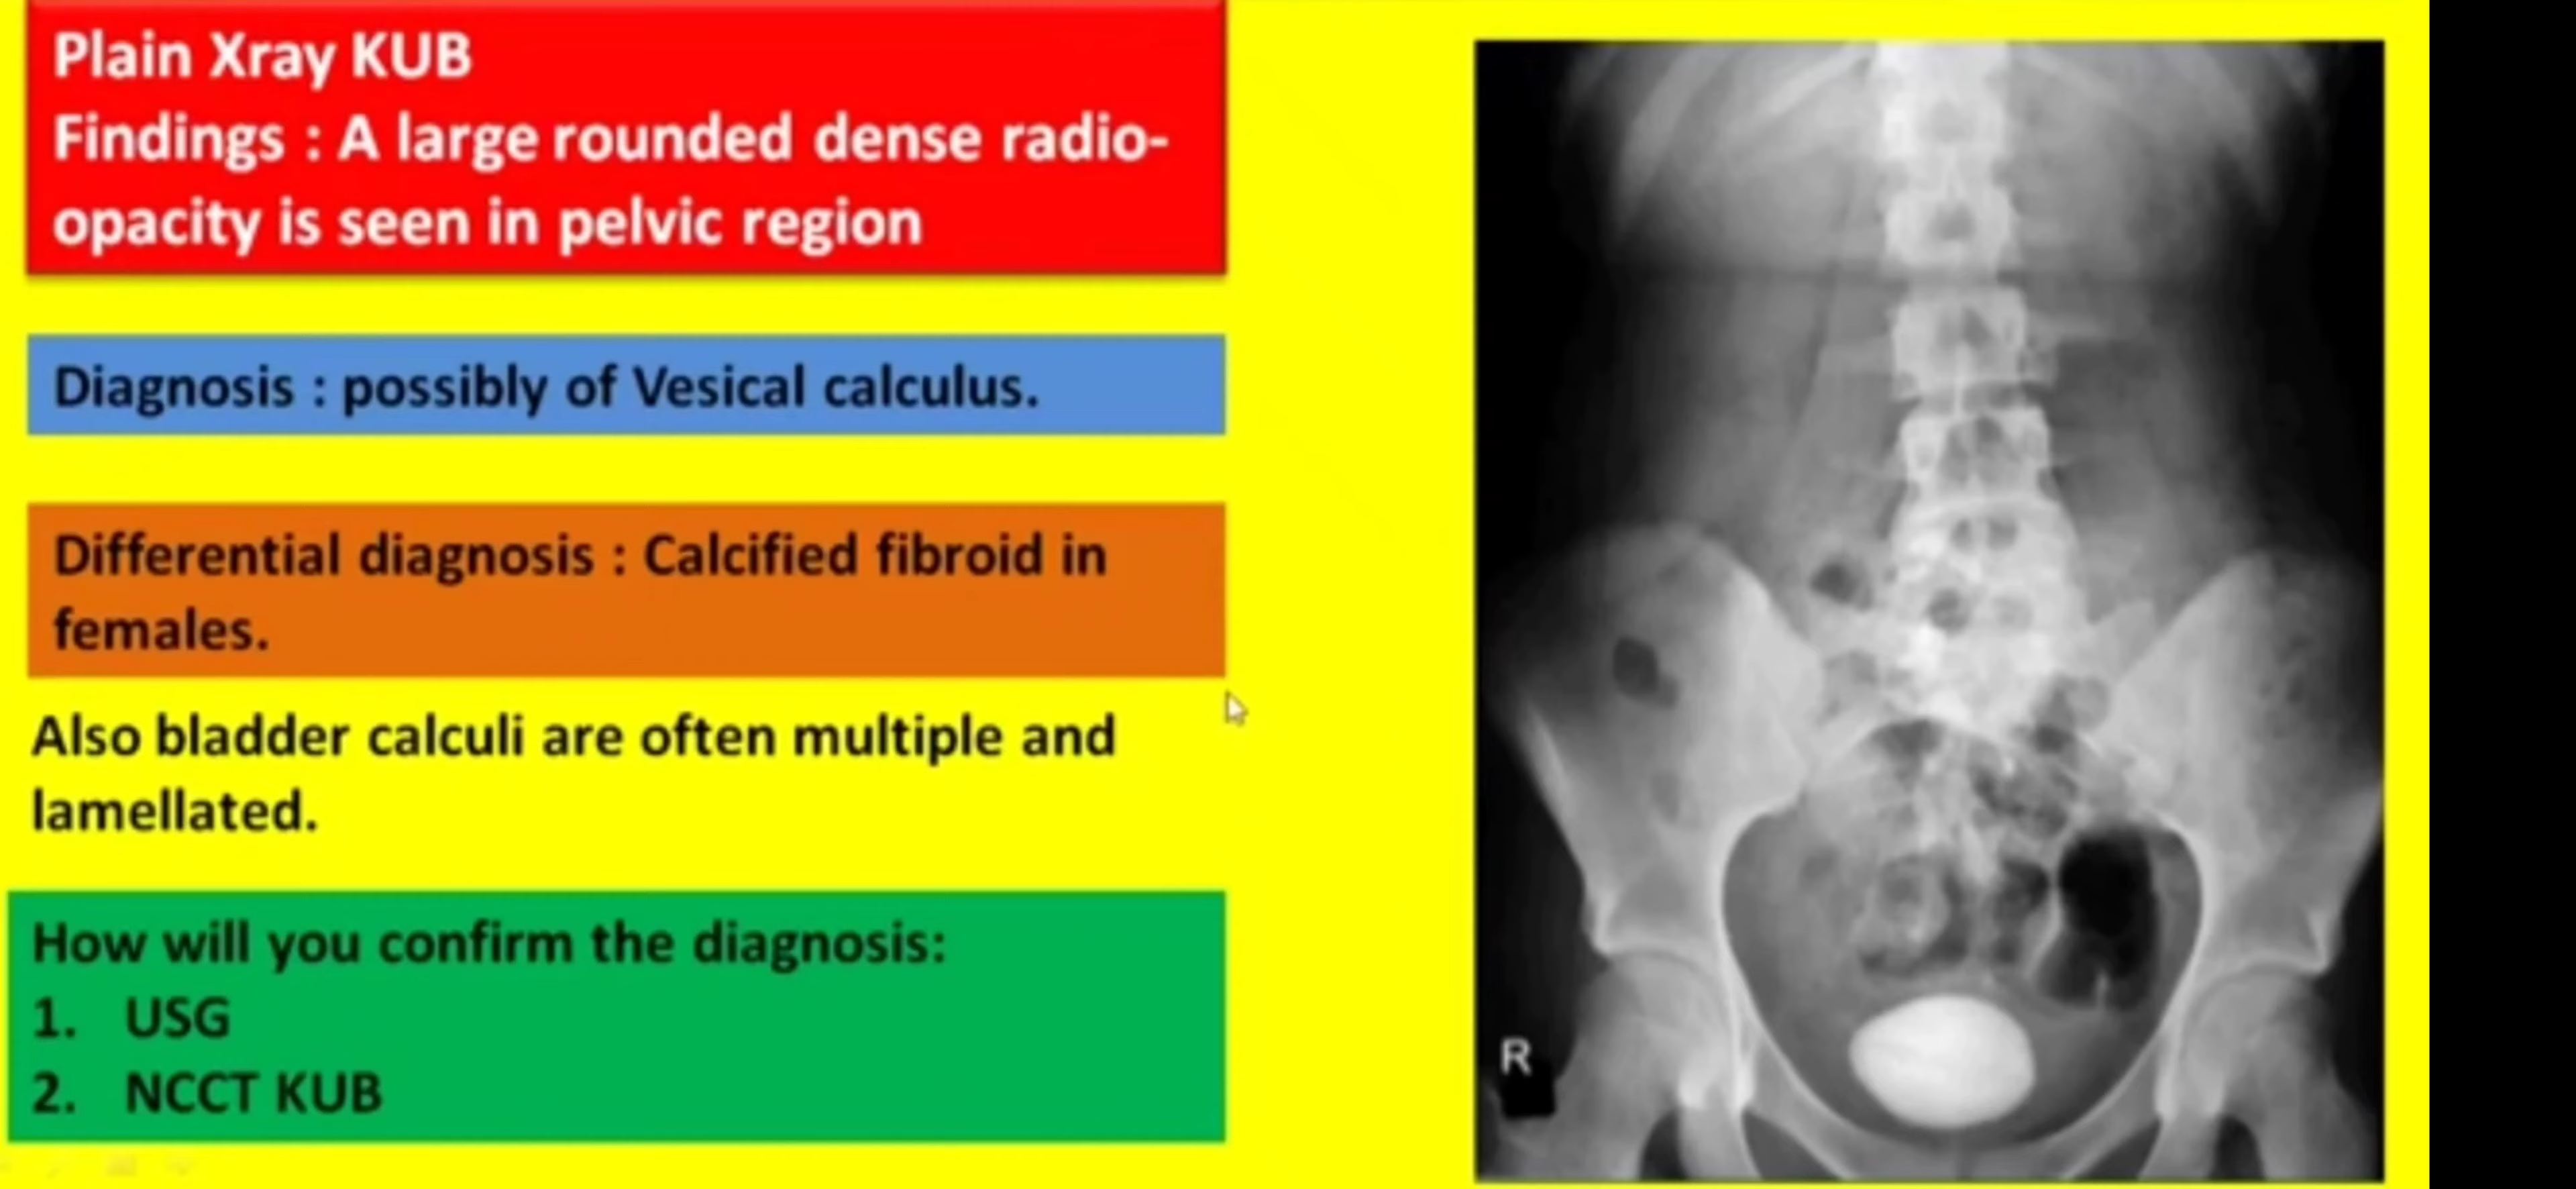 Plain Xray KUB
Findings : A large rounded dense radio-
opacity is seen in pelvic region
Diagnosis : possibly of Vesical calculus.
Differential diagnosis : Calcified fibroid in
females.
Also bladder calculi are often multiple and
lamellated.
How will you confirm the diagnosis:
1. USG
2. NCCT KUB
R